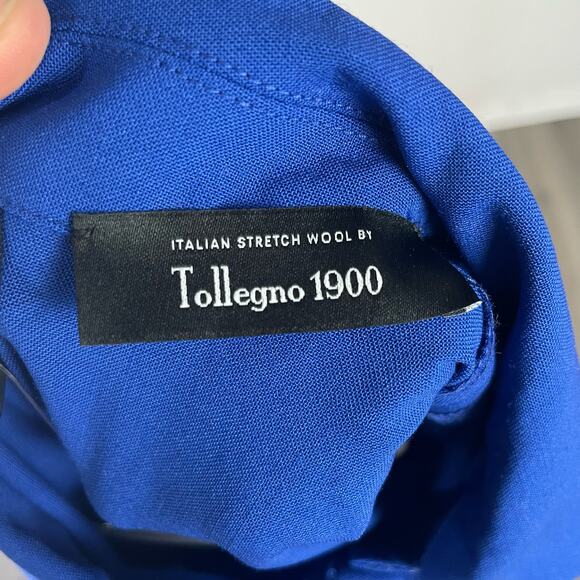 ITALIAN STRETCH WOOL BY
Tollegno 1900